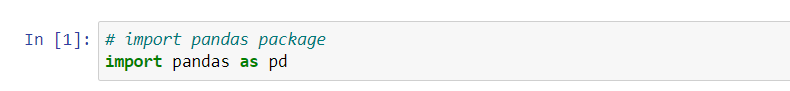 In [1]: # import pandas package
import pandas as pd